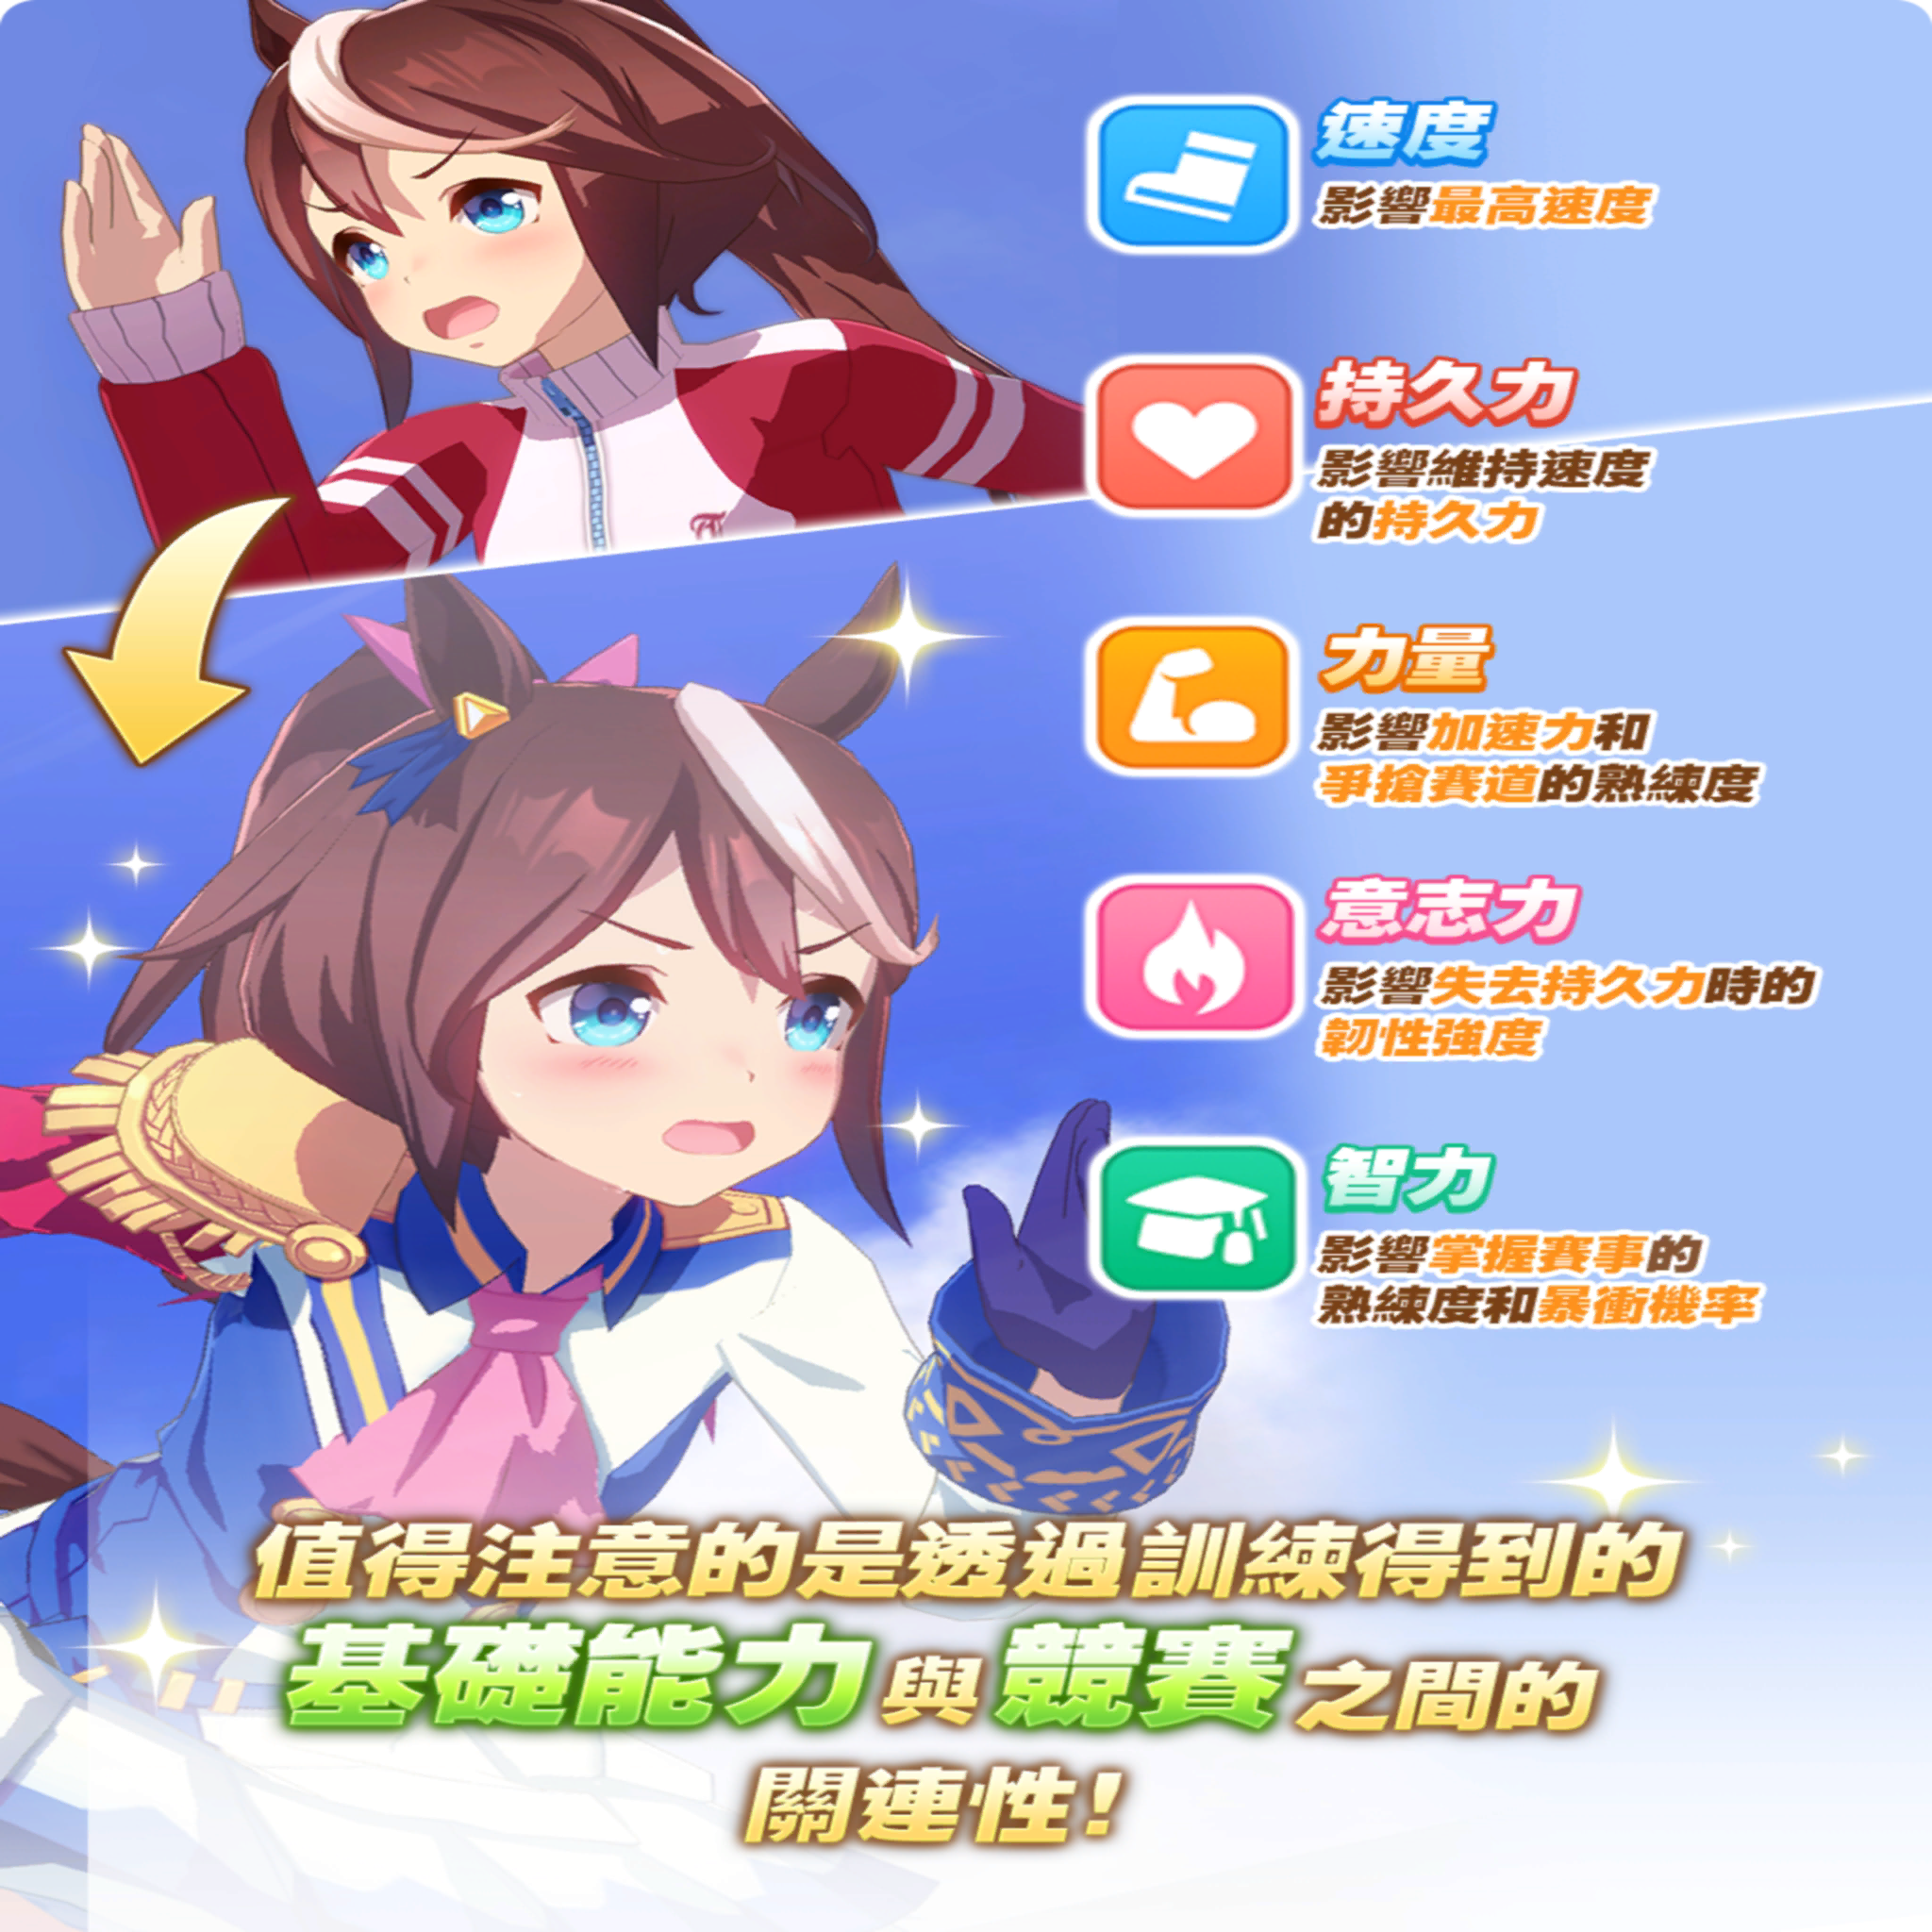 速度
影響最高速度
持久力
影響維持速度
的持久力
力量
影響加速力和
爭搶賽道的熟練度
意志力
影響失去持久力時的
韌性強度
智力
影響掌握賽事的
熟練度和暴衝機率
值得注意的是透過訓練得到的
基礎能力與競賽之間的
關連性!